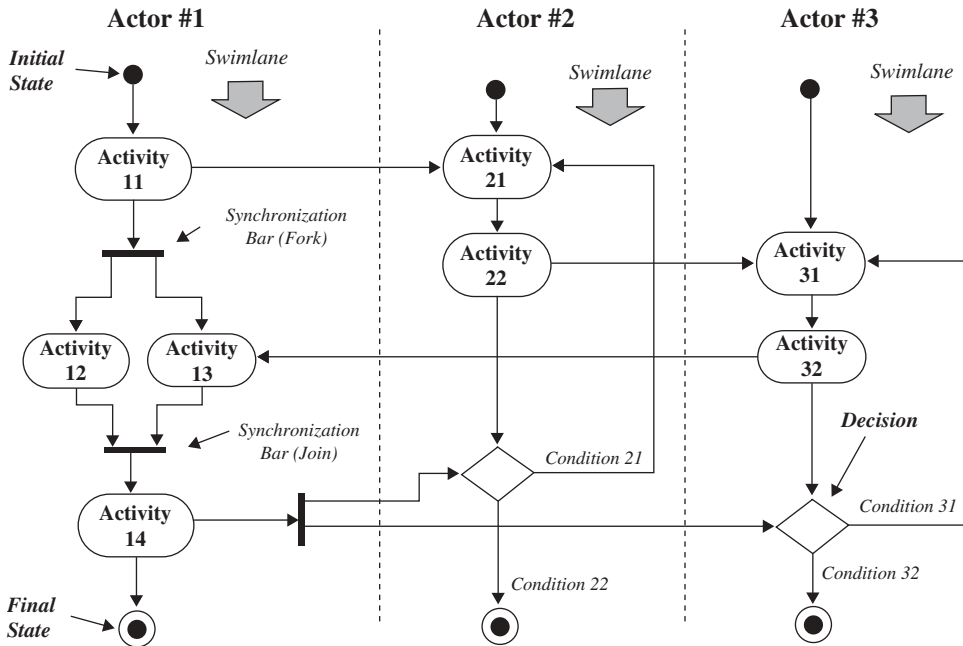 Actor #1
Actor #2
Actor #3
Initial
State
Swimlane
Swimlane
Swimlane
Activity
11
Activity
21
Synchronization
Bar (Fork)
Activity
22
Activity
31
Activity
12
Activity
13
Activity
32
Synchronization
Bar (Join)
Decision
Condition 21
Activity
14
Condition 31
Condition 22
Condition 32
Final
State